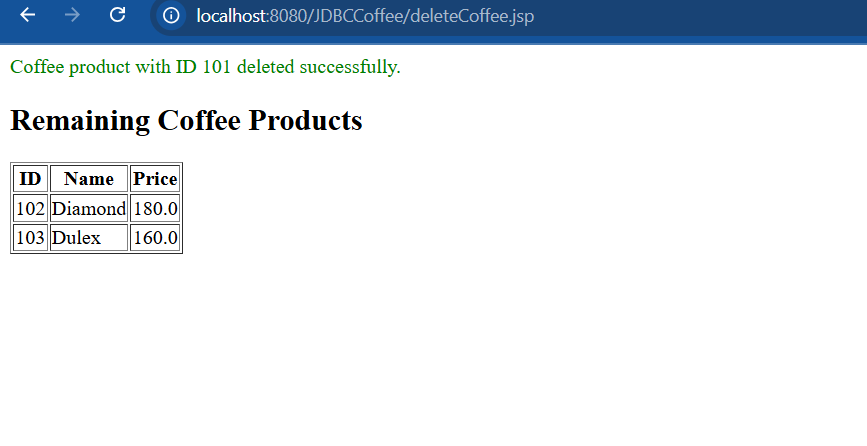 localhost:8080/JDBCCoffee/deleteCoffee.jsp
Coffee product with ID 101 deleted successfully.
Remaining Coffee Products
ID Name Price
102 Diamond 180.0
103 Dulex 160.0